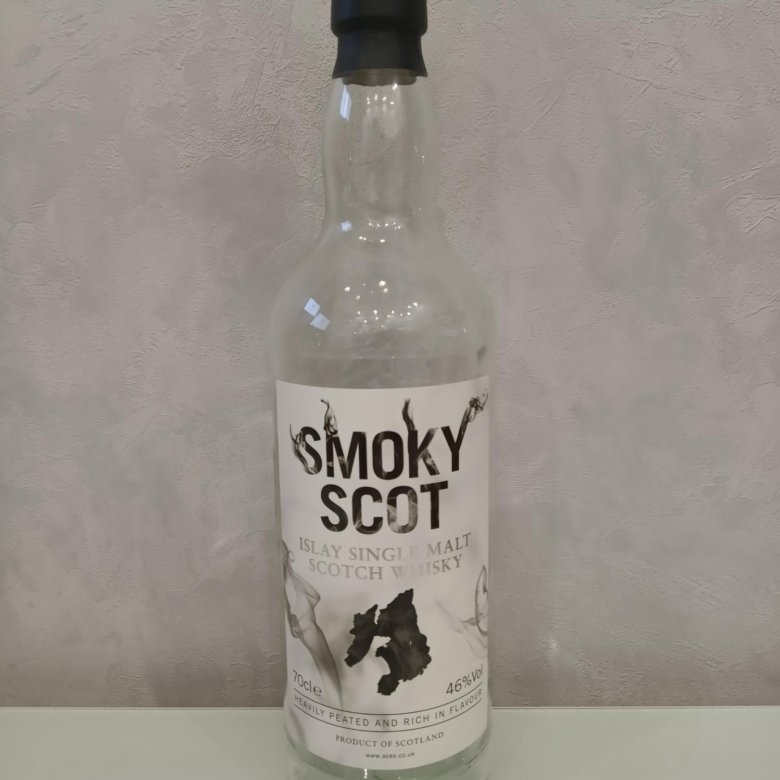 SMOKY
SCOT
ISLAY SINGLE MALT
SCOTCH WHISKY
70cl e
46%Vol
HEAVILY PEATED AND RICH IN FLAVOUR
PRODUCT OF SCOTLAND
www.aceo.co.uk